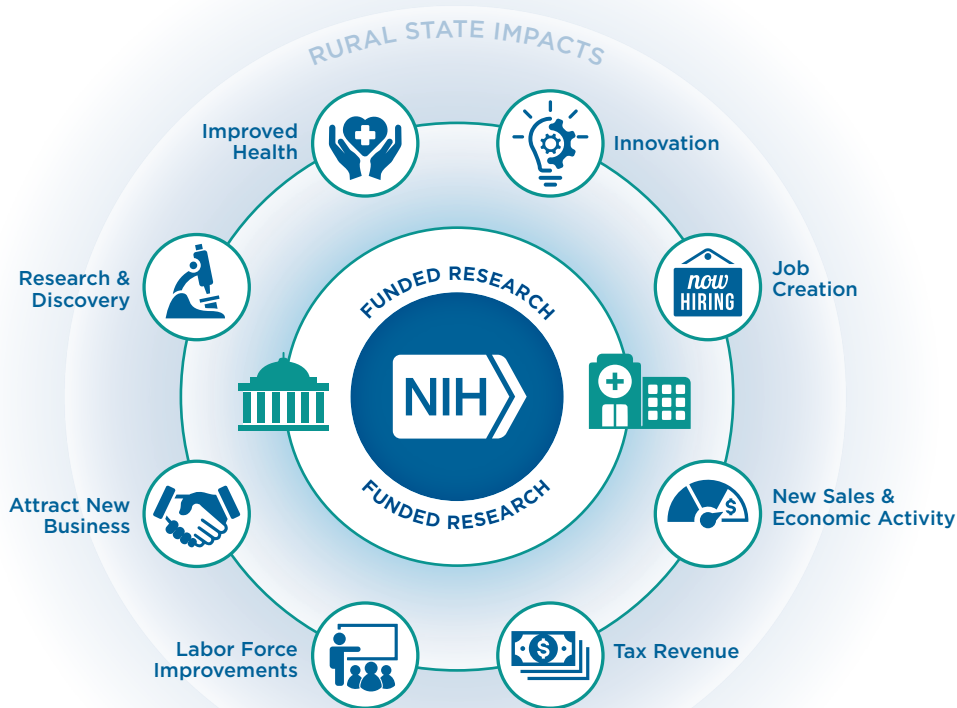 RURAL STATE IMPACTS
Improved
Health
Innovation
Research &
Discovery
Job
Creation
now
HIRING
FUNDED RESEARCH
NIH
FUNDED RESEARCH
Attract New
Business
New Sales &
Economic Activity
$
Labor Force
Improvements
$
Tax Revenue